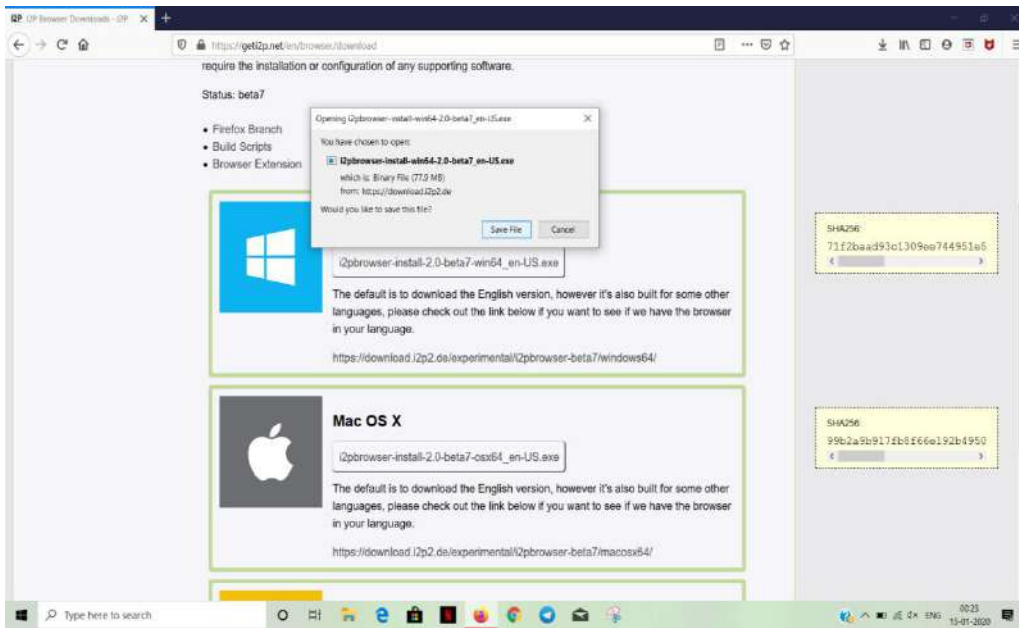 I2P Browser Downloads - I2P
https://geti2p.net/en/browser/download
require the installation or configuration of any supporting software.
Status: beta7
Firefox Branch
Build Scripts
Browser Extension
Opening i2pbrowser-install-win64-2.0-beta7_en-US.exe
You have chosen to open:
i2pbrowser-install-win64-2.0-beta7_en-US.exe
which is: Binary File (77.9 MB)
from: https://download.i2p2.de
Would you like to save this file?
Save File Cancel
i2pbrowser-install-2.0-beta7-win64_en-US.exe
The default is to download the English version, however it's also built for some other
languages, please check out the link below if you want to see if we have the browser
in your language.
https://download.i2p2.de/experimental/i2pbrowser-beta7/windows64/
SHA256:
71f2baad93c1309ee744951e5
Mac OS X
i2pbrowser-install-2.0-beta7-osx64_en-US.exe
The default is to download the English version, however it's also built for some other
languages, please check out the link below if you want to see if we have the browser
in your language.
https://download.i2p2.de/experimental/i2pbrowser-beta7/macosx64/
SHA256:
99b2a9b917fb8f66e192b4950
Type here to search
ENG
00:25
15-01-2020